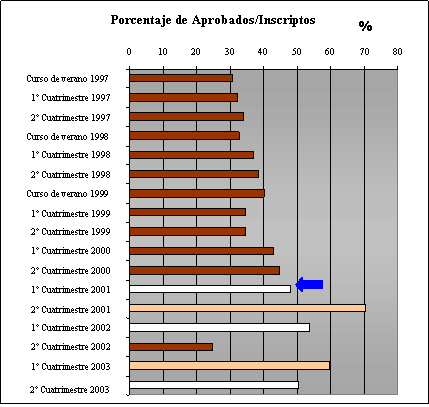 Porcentaje de Aprobados/Inscriptos
%
0 10 20 30 40 50 60 70 80
Curso de verano 1997
1° Cuatrimestre 1997
2° Cuatrimestre 1997
Curso de verano 1998
1° Cuatrimestre 1998
2° Cuatrimestre 1998
Curso de verano 1999
1° Cuatrimestre 1999
2° Cuatrimestre 1999
1° Cuatrimestre 2000
2° Cuatrimestre 2000
1° Cuatrimestre 2001
2° Cuatrimestre 2001
1° Cuatrimestre 2002
2° Cuatrimestre 2002
1° Cuatrimestre 2003
2° Cuatrimestre 2003